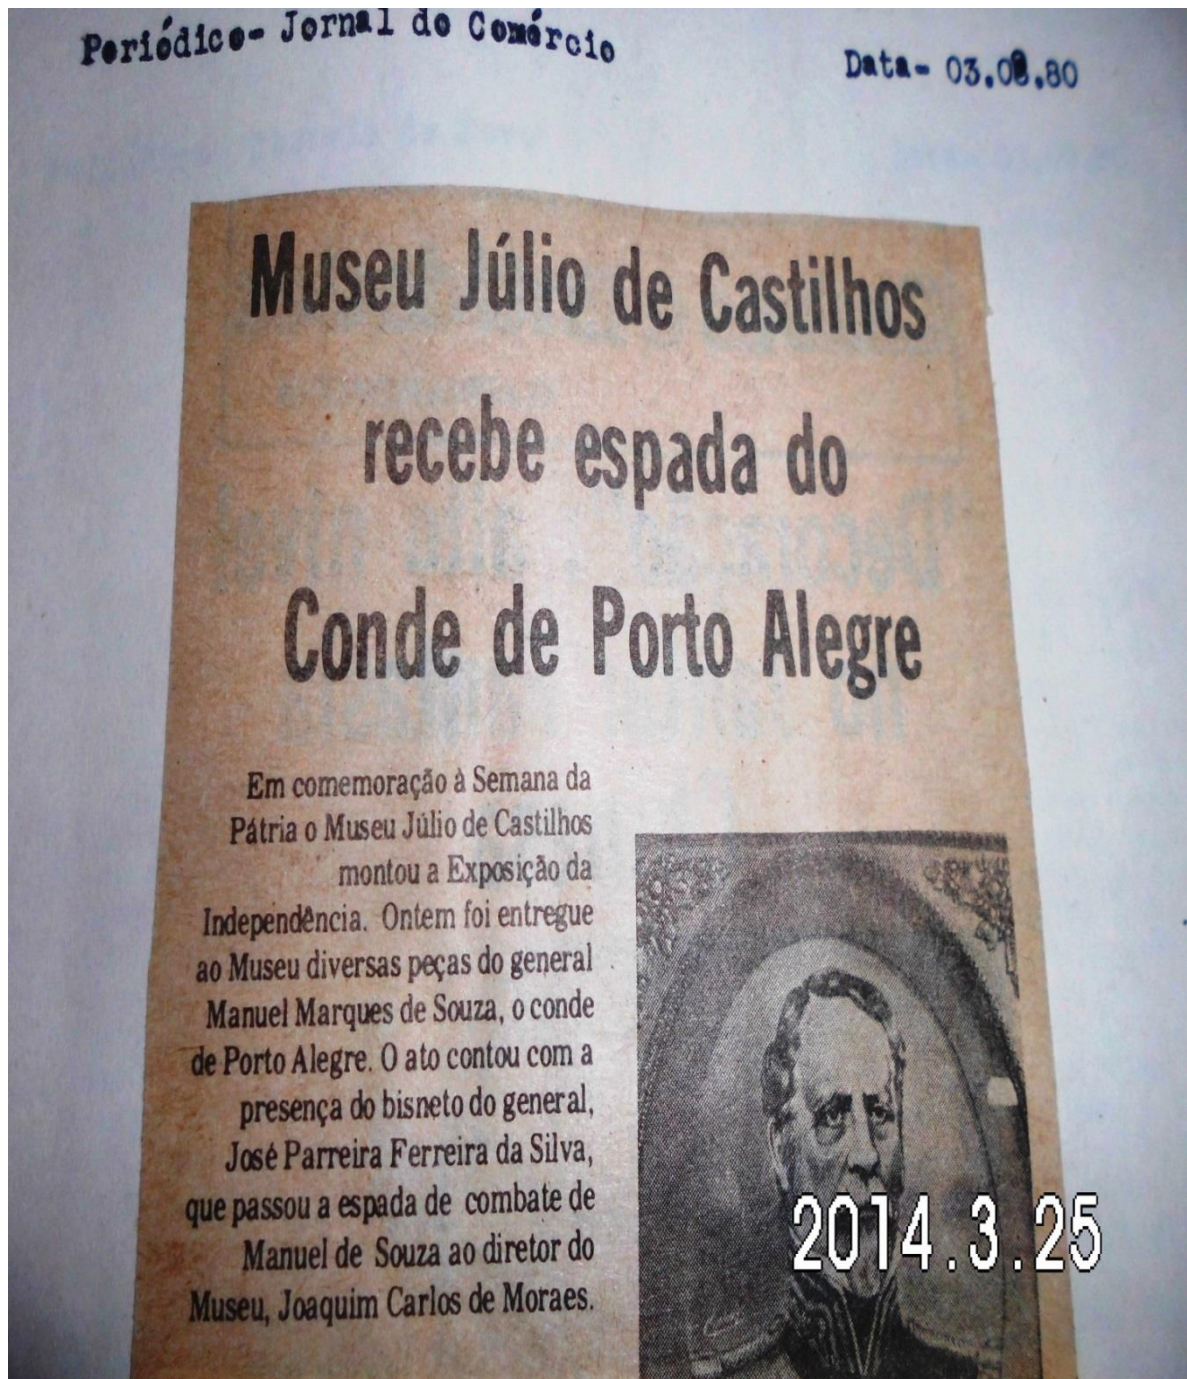 Periódico- Jornal do Comércio
Data- 03.08.80
Museu Júlio de Castilhos
recebe espada do
Conde de Porto Alegre
Em comemoração à Semana da
Pátria o Museu Júlio de Castilhos
montou a Exposição da
Independência. Ontem foi entregue
ao Museu diversas peças do general
Manuel Marques de Souza, o conde
de Porto Alegre. O ato contou com a
presença do bisneto do general,
José Parreira Ferreira da Silva,
que passou a espada de combate de
Manuel de Souza ao diretor do
Museu, Joaquim Carlos de Moraes.
2014.3.25